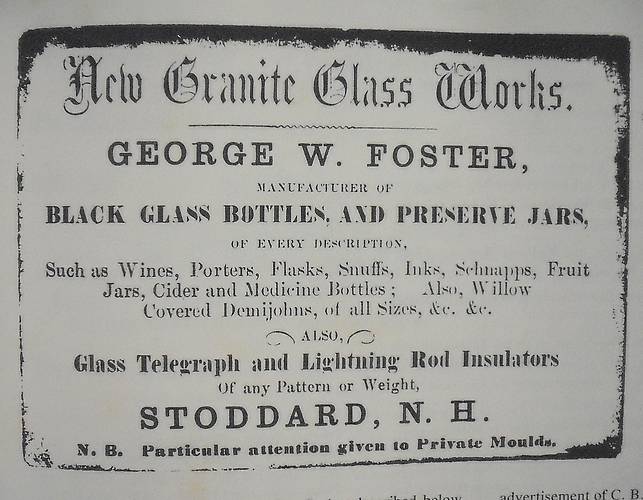 New Granite Glass Works.
GEORGE W. FOSTER,
MANUFACTURER OF
BLACK GLASS BOTTLES, AND PRESERVE JARS,
OF EVERY DESCRIPTION,
Such as Wines, Porters, Flasks, Snuffs, Inks, Schnapps, Fruit
Jars, Cider and Medicine Bottles; Also, Willow
Covered Demijohns, of all Sizes, &c. &c.
ALSO,
Glass Telegraph and Lightning Rod Insulators
Of any Pattern or Weight,
STODDARD, N. H.
N. B. Particular attention given to Private Moulds.
described below advertisement of C. B